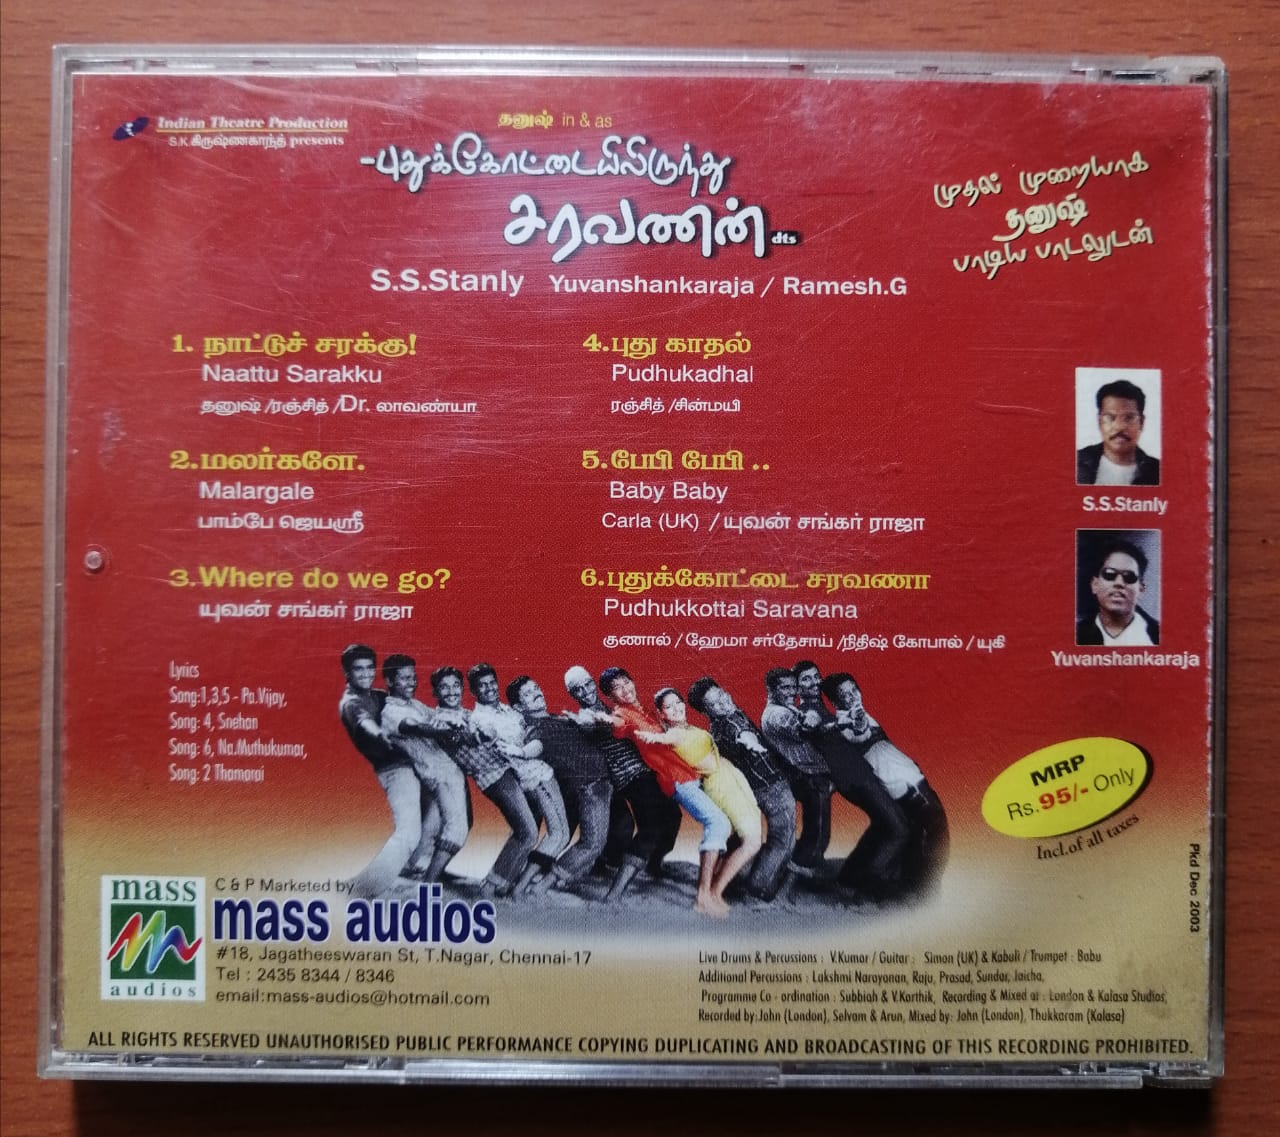 Indian Theatre Production
S.K.கிருஷ்ணகாந்த் presents
தனுஷ் in & as
-புதுக்கோட்டையிலிருந்து
சரவணன் dts
முதல் முறையாக
தனுஷ்
பாடிய பாடலுடன்
S.S.Stanly Yuvanshankaraja / Ramesh.G
1. நாட்டுச் சரக்கு!
Naattu Sarakku
தனுஷ் /ரஞ்சித் /Dr. லாவண்யா
2.மலர்களே.
Malargale
பாம்பே ஜெயஸ்ரீ
3.Where do we go?
யுவன் சங்கர் ராஜா
4.புது காதல்
Pudhukadhal
ரஞ்சித் /சின்மயி
5.பேபி பேபி ..
Baby Baby
Carla (UK) / யுவன் சங்கர் ராஜா
6.புதுக்கோட்டை சரவணா
Pudhukkottai Saravana
குணால் / ஹேமா சர்தேசாய் /நிதிஷ் கோபால் / யுகி
S.S.Stanly
Yuvanshankaraja
Lyrics
Song:1,3,5 - Pa.Vijay,
Song: 4, Snehan
Song: 6, Na.Muthukumar,
Song: 2 Thamarai
MRP
Rs.95/- Only
Incl.of all taxes
Pkd Dec 2003
mass
audios
C & P Marketed by
mass audios
#18, Jagatheeswaran St, T.Nagar, Chennai-17
Tel : 2435 8344 / 8346
email:mass-audios@hotmail.com
Live Drums & Percussions : V.Kumar / Guitar : Simon (UK) & Kabuli / Trumpet : Babu
Additional Percussions : Lakshmi Narayanan, Raju, Prasad, Sundar, Jaicha,
Programme Co - ordination : Subbiah & V.Karthik, Recording & Mixed at : London & Kalasa Studios,
Recorded by:John (London), Selvam & Arun, Mixed by: John (London), Thukkaram (Kalasa)
ALL RIGHTS RESERVED UNAUTHORISED PUBLIC PERFORMANCE COPYING DUPLICATING AND BROADCASTING OF THIS RECORDING PROHIBITED.